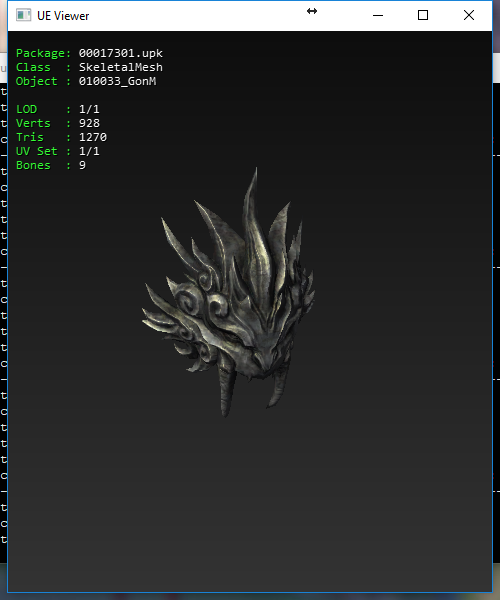 UE Viewer
Package: 00017301.upk
Class  : SkeletalMesh
Object : 010033_GonM
LOD    : 1/1
Verts  : 928
Tris   : 1270
UV Set : 1/1
Bones  : 9